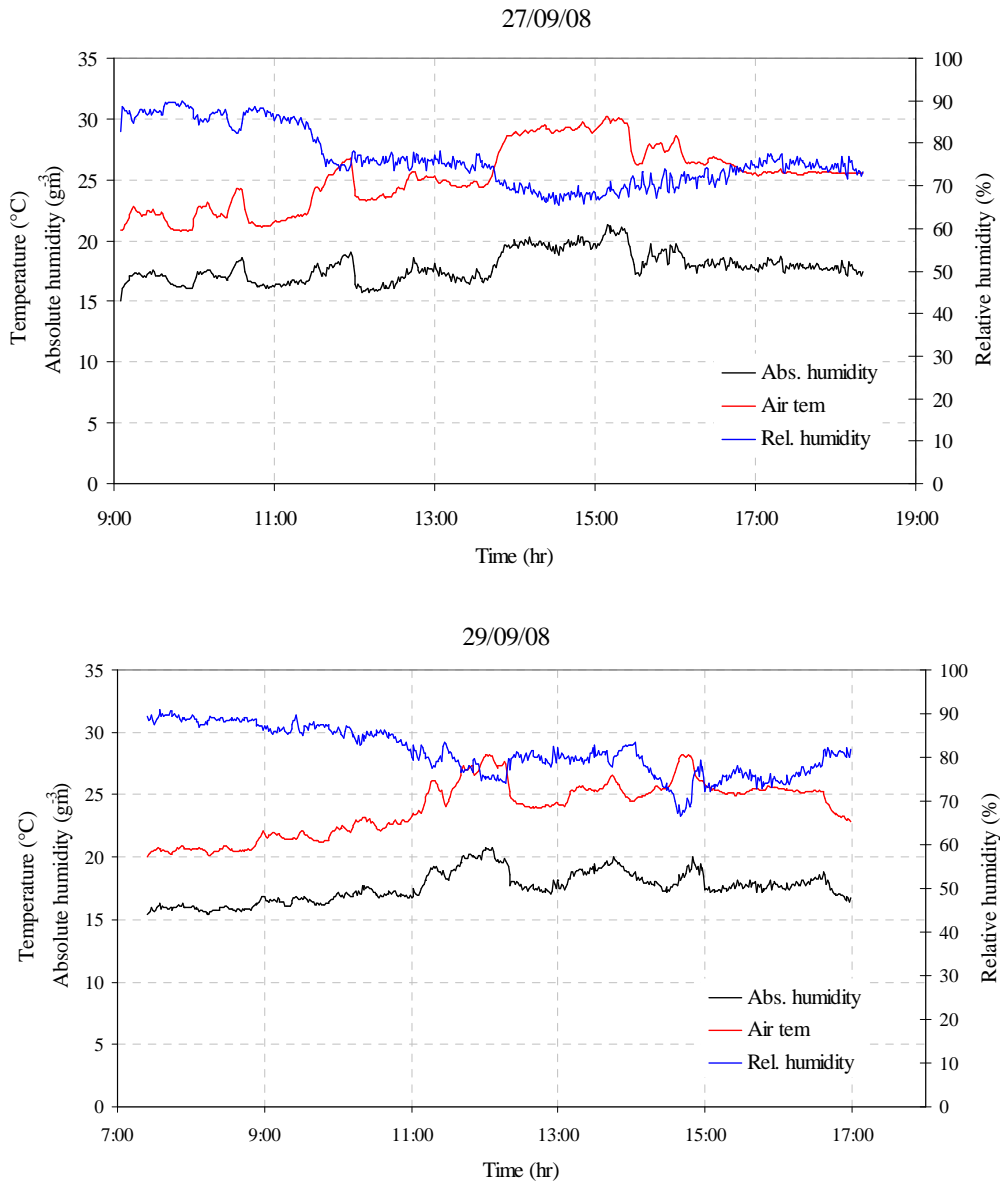 27/09/08
35
30
25
20
15
10
5
0
100
90
80
70
60
50
40
30
20
10
0
Temperature (°C)
Absolute humidity (gm-3)
Relative humidity (%)
Abs. humidity
Air tem
Rel. humidity
9:00 11:00 13:00 15:00 17:00 19:00
Time (hr)
29/09/08
35
30
25
20
15
10
5
0
100
90
80
70
60
50
40
30
20
10
0
Temperature (°C)
Absolute humidity (gm-3)
Relative humidity (%)
Abs. humidity
Air tem
Rel. humidity
7:00 9:00 11:00 13:00 15:00 17:00
Time (hr)